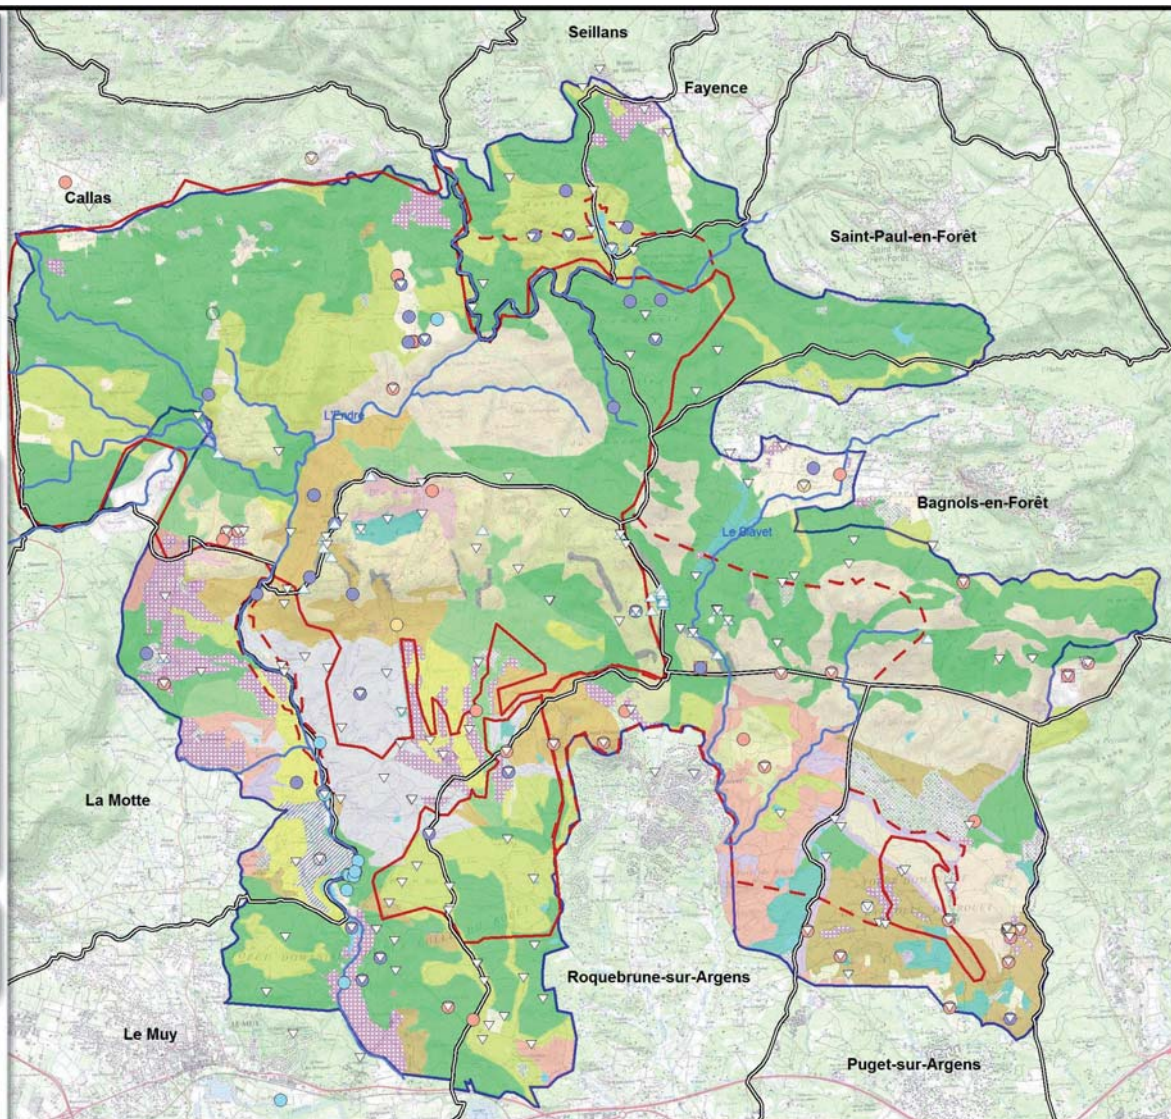 Seillans
Fayence
Callas
Saint-Paul-en-Forêt
L'Endre
Bagnols-en-Forêt
Le Blavet
La Motte
Roquebrune-sur-Argens
Le Muy
Puget-sur-Argens